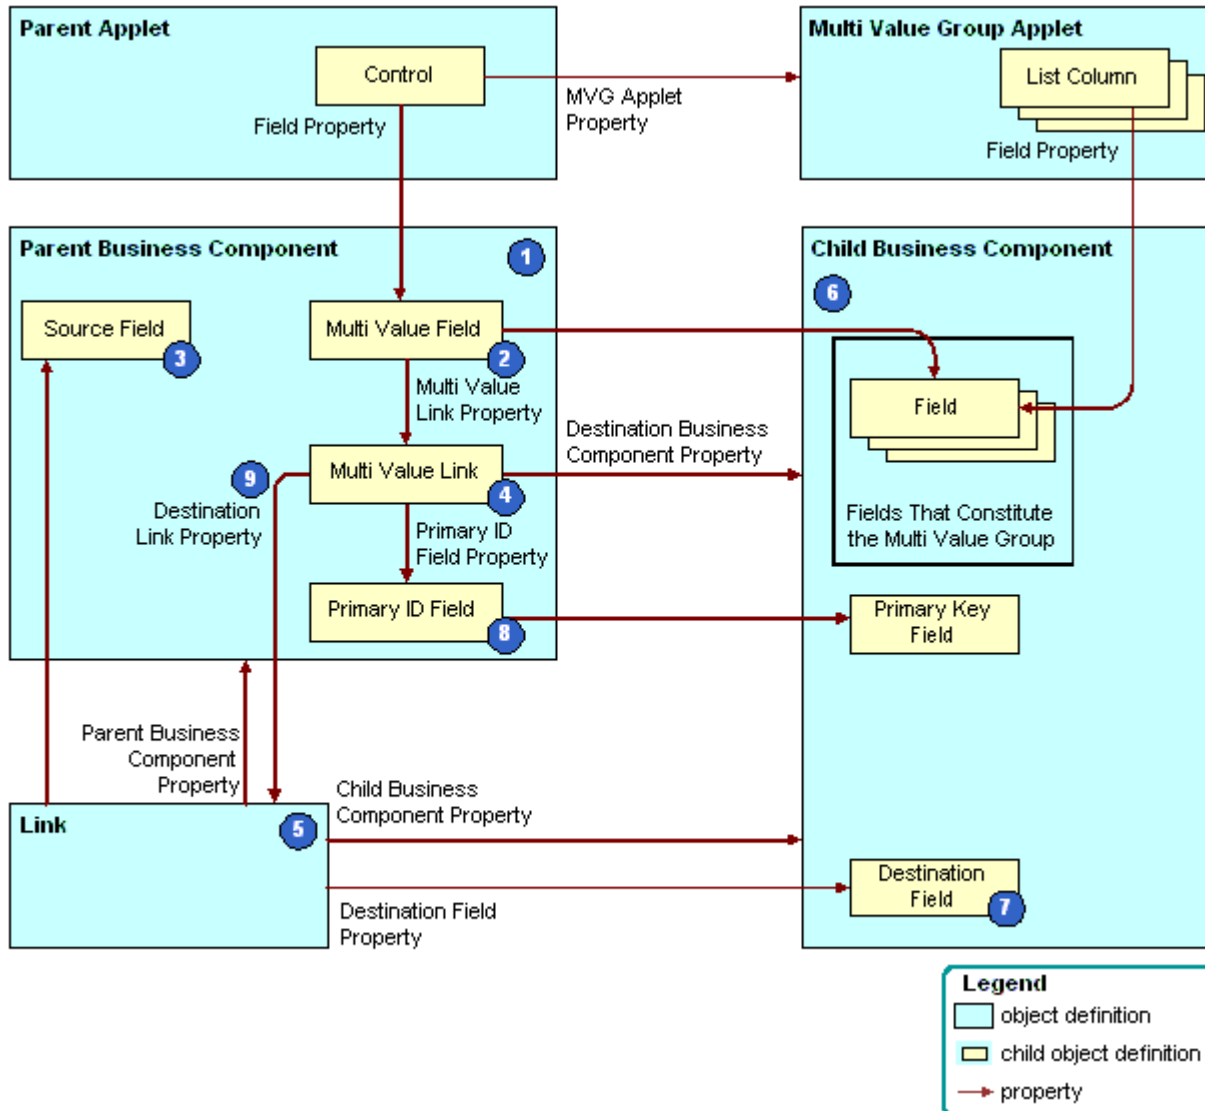 Parent Applet
Control
Field Property
MVG Applet
Property
Multi Value Group Applet
List Column
Field Property
Parent Business Component
1
Source Field
3
Multi Value Field
2
Multi Value
Link Property
9
Destination
Link Property
Multi Value Link
4
Destination Business
Component Property
Primary ID
Field Property
Primary ID Field
8
Child Business Component
6
Field
Fields That Constitute
the Multi Value Group
Primary Key
Field
Parent Business
Component
Property
Link
5
Child Business
Component Property
Destination Field
Property
Destination
Field
7
Legend
object definition
child object definition
property